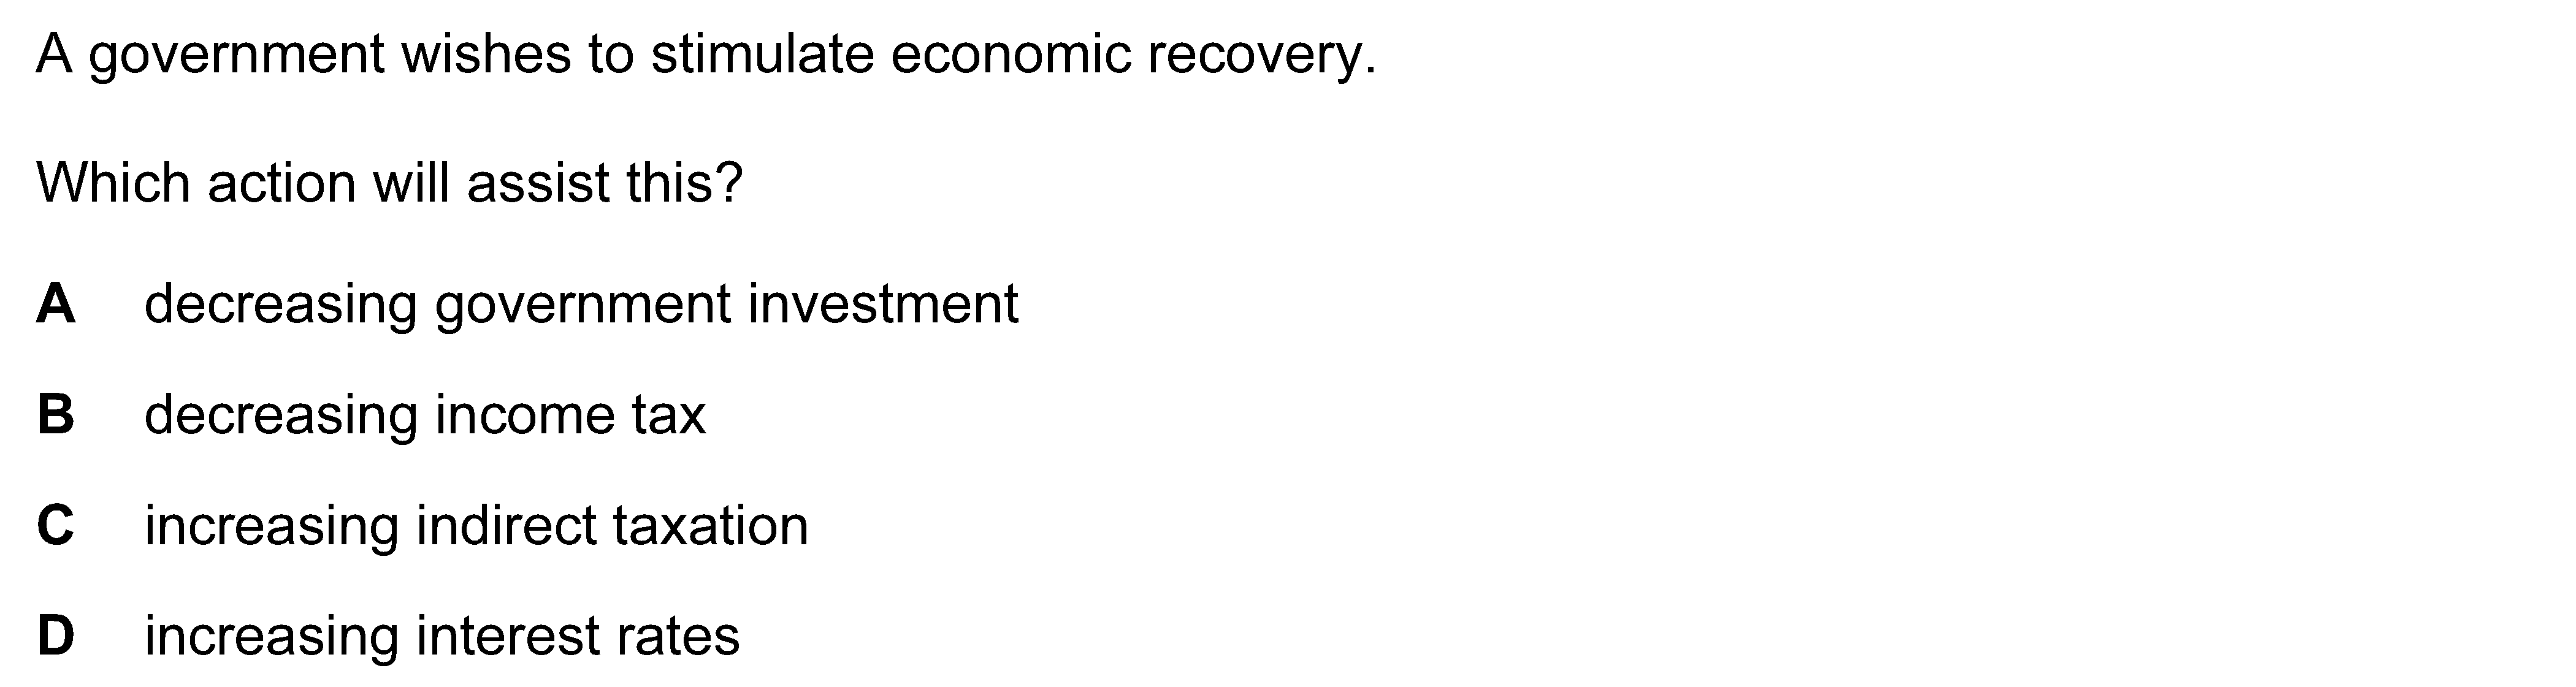 A government wishes to stimulate economic recovery.
Which action will assist this?
A decreasing government investment
B decreasing income tax
C increasing indirect taxation
D increasing interest rates